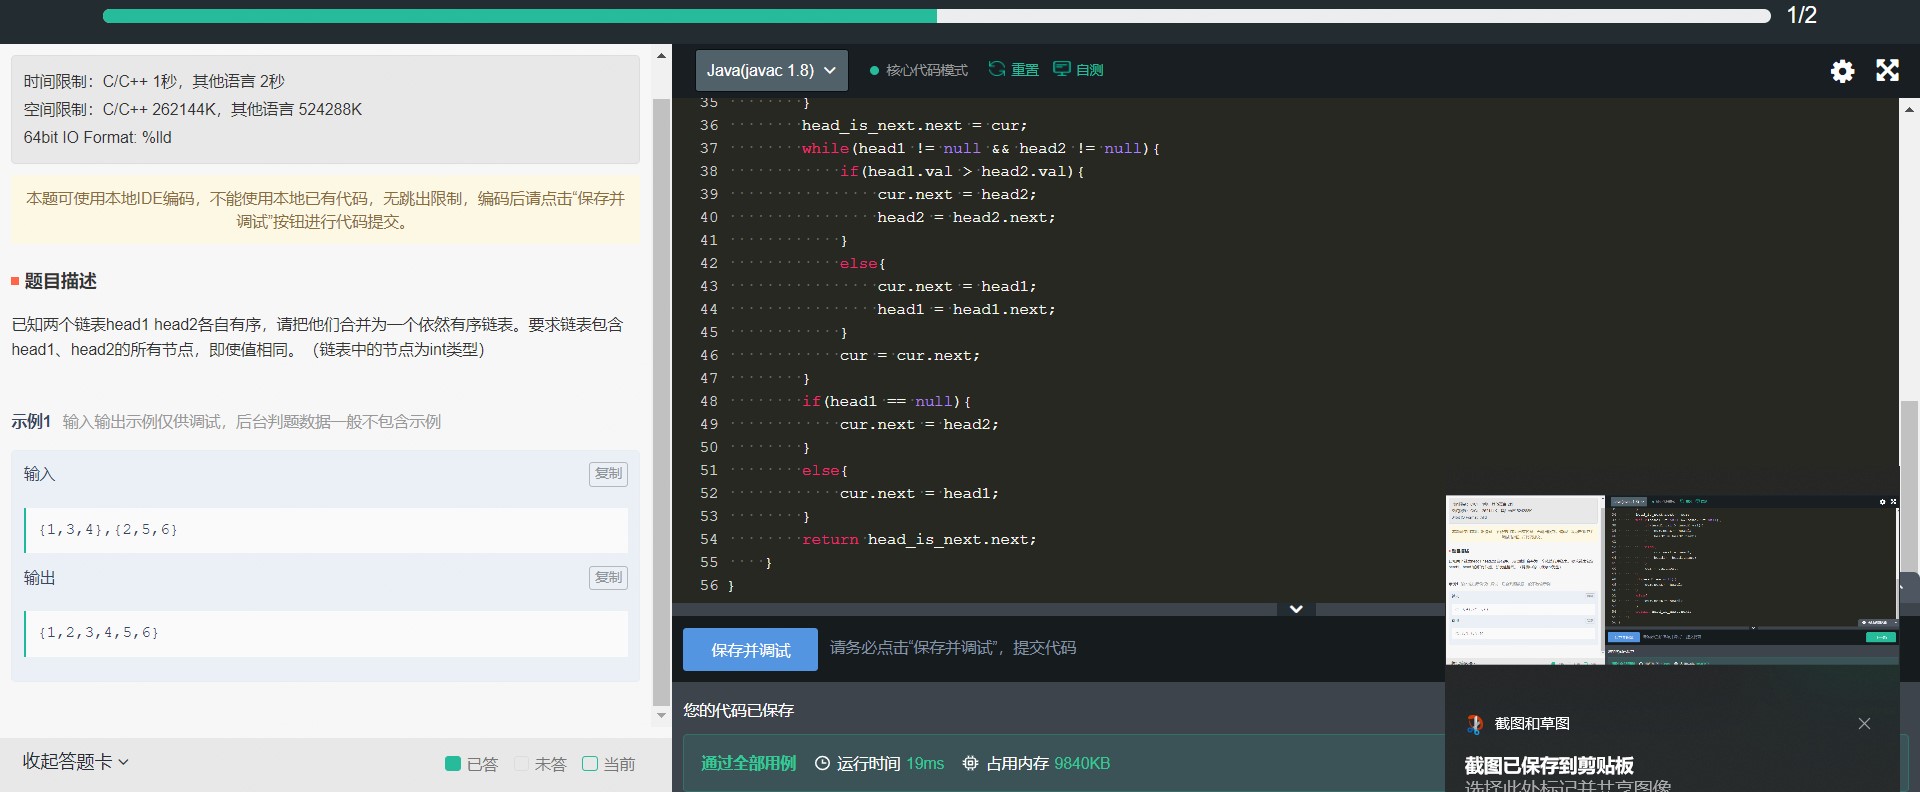 1/2
时间限制：C/C++ 1秒，其他语言 2秒
空间限制：C/C++ 262144K，其他语言 524288K
64bit IO Format: %lld
本题可使用本地IDE编码，不能使用本地已有代码，无跳出限制，编码后请点击“保存并
调试”按钮进行代码提交。
题目描述
已知两个链表head1 head2各自有序，请把他们合并为一个依然有序链表。要求链表包含
head1、head2的所有节点，即使值相同。（链表中的节点为int类型）
示例1 输入输出示例仅供调试，后台判题数据一般不包含示例
输入 复制
{1,3,4},{2,5,6}
输出 复制
{1,2,3,4,5,6}
收起答题卡 已答 未答 当前
Java(javac 1.8) 核心代码模式 重置 自测
35 }
36 head_is_next.next = cur;
37 while(head1 != null && head2 != null){
38 if(head1.val > head2.val){
39 cur.next = head2;
40 head2 = head2.next;
41 }
42 else{
43 cur.next = head1;
44 head1 = head1.next;
45 }
46 cur = cur.next;
47 }
48 if(head1 == null){
49 cur.next = head2;
50 }
51 else{
52 cur.next = head1;
53 }
54 return head_is_next.next;
55 }
56 }
保存并调试 请务必点击“保存并调试”，提交代码
您的代码已保存
通过全部用例 运行时间 19ms 占用内存 9840KB
截图和草图
截图已保存到剪贴板
选择此处标记并共享图像